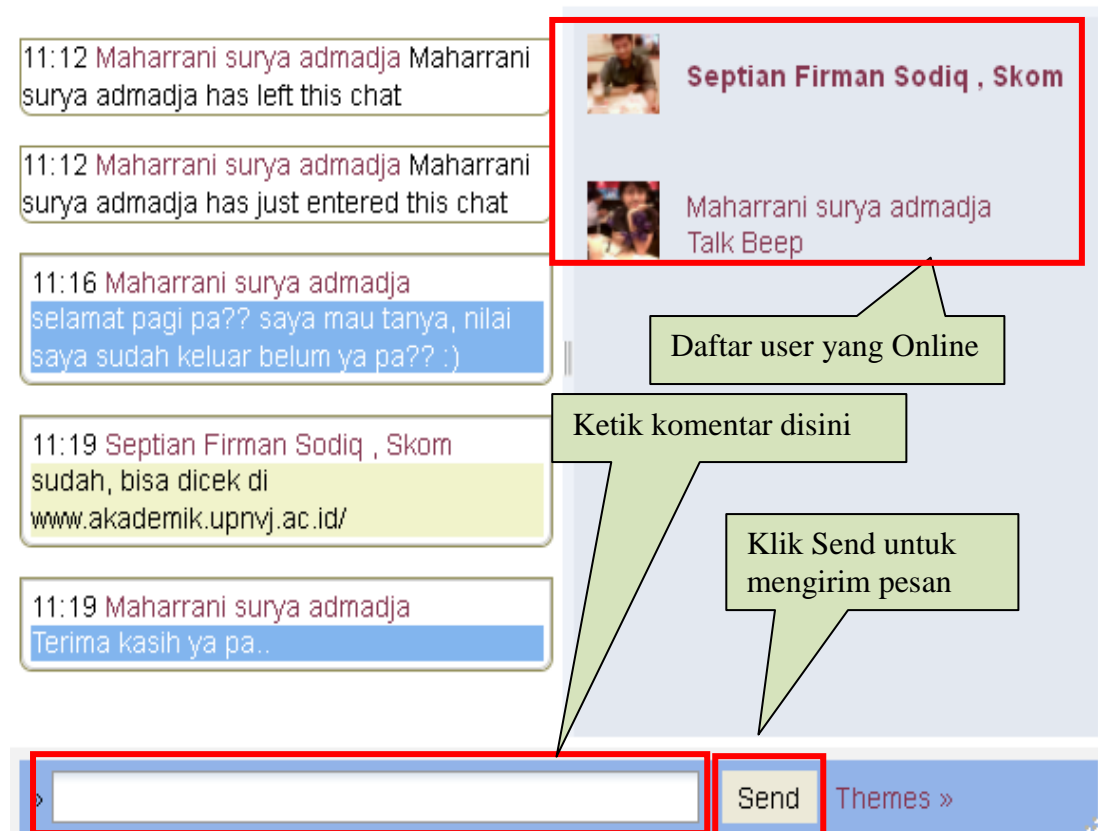 11:12 Maharrani surya admadja Maharrani
surya admadja has left this chat
11:12 Maharrani surya admadja Maharrani
surya admadja has just entered this chat
11:16 Maharrani surya admadja
selamat pagi pa?? saya mau tanya, nilai
saya sudah keluar belum ya pa?? :)
11:19 Septian Firman Sodiq , Skom
sudah, bisa dicek di
www.akademik.upnvj.ac.id/
11:19 Maharrani surya admadja
Terima kasih ya pa..
Septian Firman Sodiq , Skom
Maharrani surya admadja
Talk Beep
Daftar user yang Online
Ketik komentar disini
Klik Send untuk
mengirim pesan
» Send Themes »